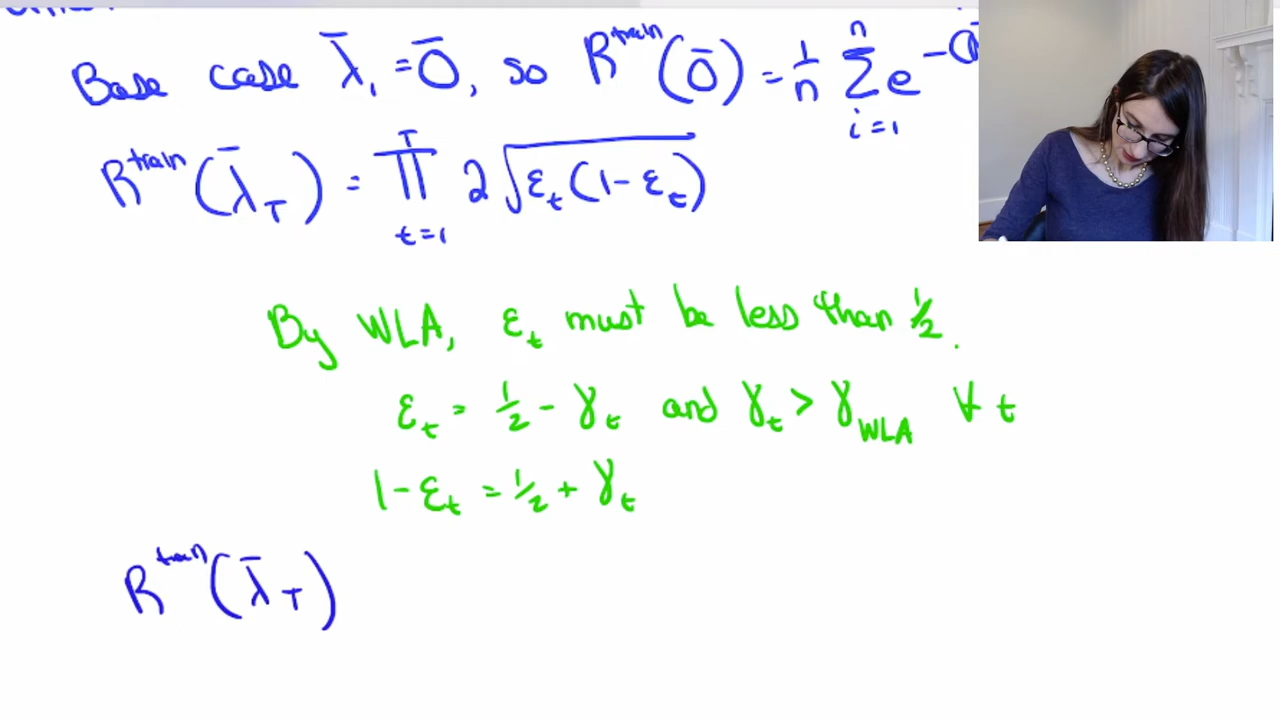 Base case λ̄₁ = 0̄, so R^train(0̄) = 1/n Σ_{i=1}^{n} e^{-(
R^train(λ̄_T) = ∏_{t=1}^{T} 2√(ε_t(1-ε_t))
By WLA, ε_t must be less than 1/2.
ε_t = 1/2 - γ_t and γ_t > γ_WLA ∀ t
1-ε_t = 1/2 + γ_t
R^train(λ̄_T)